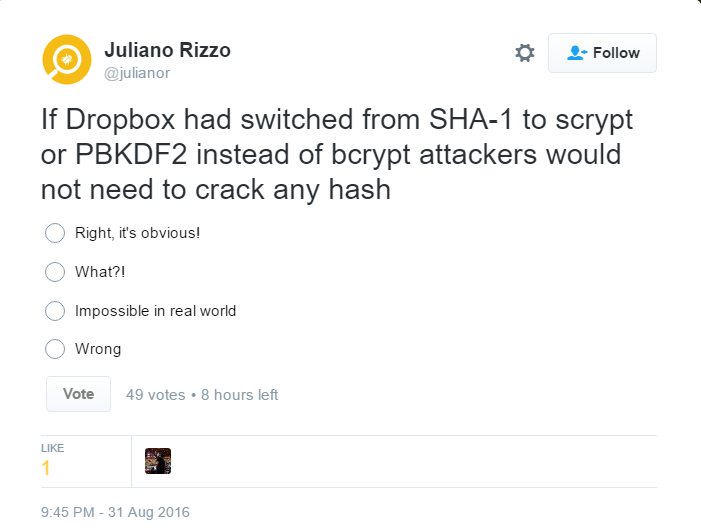 Juliano Rizzo
@julianor
Follow
If Dropbox had switched from SHA-1 to scrypt
or PBKDF2 instead of bcrypt attackers would
not need to crack any hash
Right, it's obvious!
What?!
Impossible in real world
Wrong
Vote 49 votes • 8 hours left
LIKE
1
9:45 PM - 31 Aug 2016